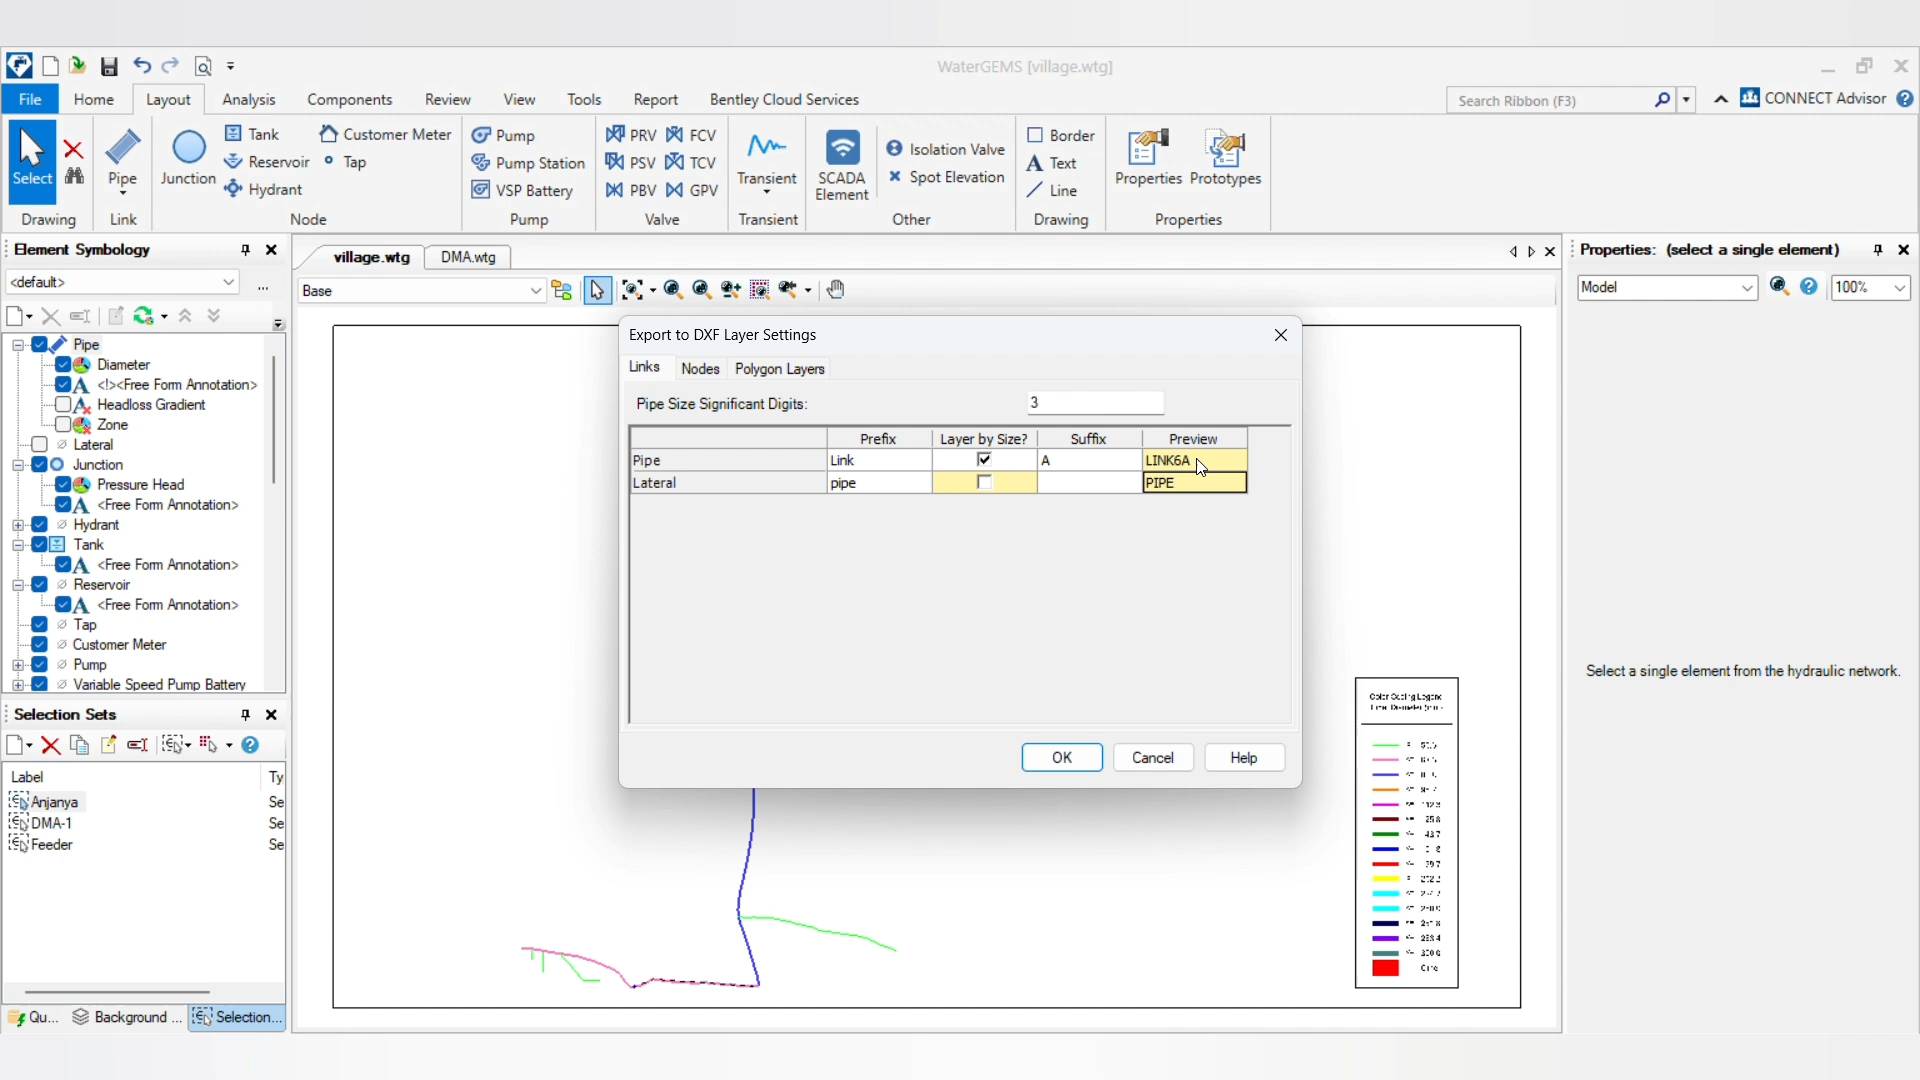 WaterGEMS [village.wtg]
File Home Layout Analysis Components Review View Tools Report Bentley Cloud Services
Search Ribbon (F3)
CONNECT Advisor
Select
Drawing
Pipe
Link
Junction
Tank
Reservoir
Hydrant
Customer Meter
Tap
Node
Pump
Pump Station
VSP Battery
Pump
PRV FCV
PSV TCV
PBV GPV
Valve
Transient
Transient
SCADA
Element
Isolation Valve
Spot Elevation
Other
Border
Text
Line
Drawing
Properties Prototypes
Properties
Element Symbology
<default>
...
Pipe
Diameter
<!><Free Form Annotation>
Headloss Gradient
Zone
Lateral
Junction
Pressure Head
<Free Form Annotation>
Hydrant
Tank
<Free Form Annotation>
Reservoir
<Free Form Annotation>
Tap
Customer Meter
Pump
Variable Speed Pump Battery
Selection Sets
Label Ty
Anjanya Se
DMA-1 Se
Feeder Se
Qu... Background ... Selection...
village.wtg DMA.wtg
Base
Export to DXF Layer Settings
Links Nodes Polygon Layers
Pipe Size Significant Digits: 3
Prefix Layer by Size? Suffix Preview
Pipe Link A LINK6A
Lateral pipe PIPE
OK Cancel Help
Color Coding Legend
Properties: (select a single element)
Model 100%
Select a single element from the hydraulic network.